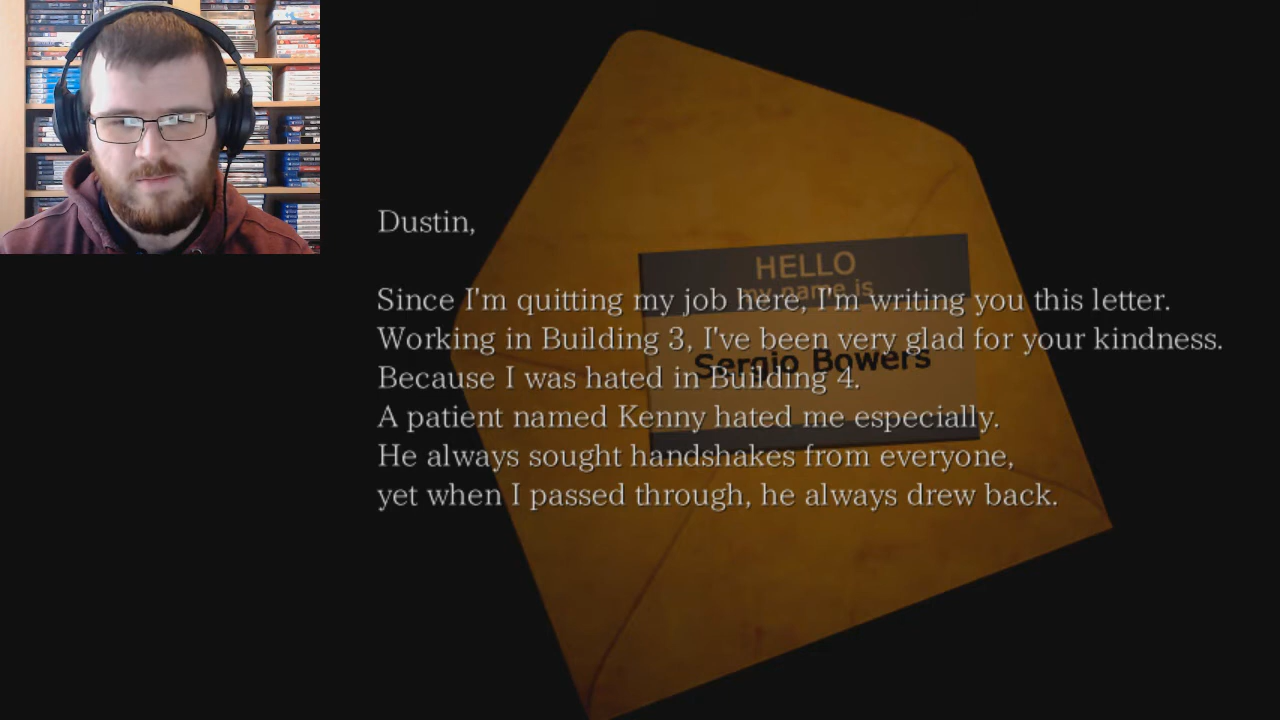 Dustin,
HELLO
my name is
Since I'm quitting my job here, I'm writing you this letter.
Working in Building 3, I've been very glad for your kindness.
Sergio Bowers
Because I was hated in Building 4.
A patient named Kenny hated me especially.
He always sought handshakes from everyone,
yet when I passed through, he always drew back.